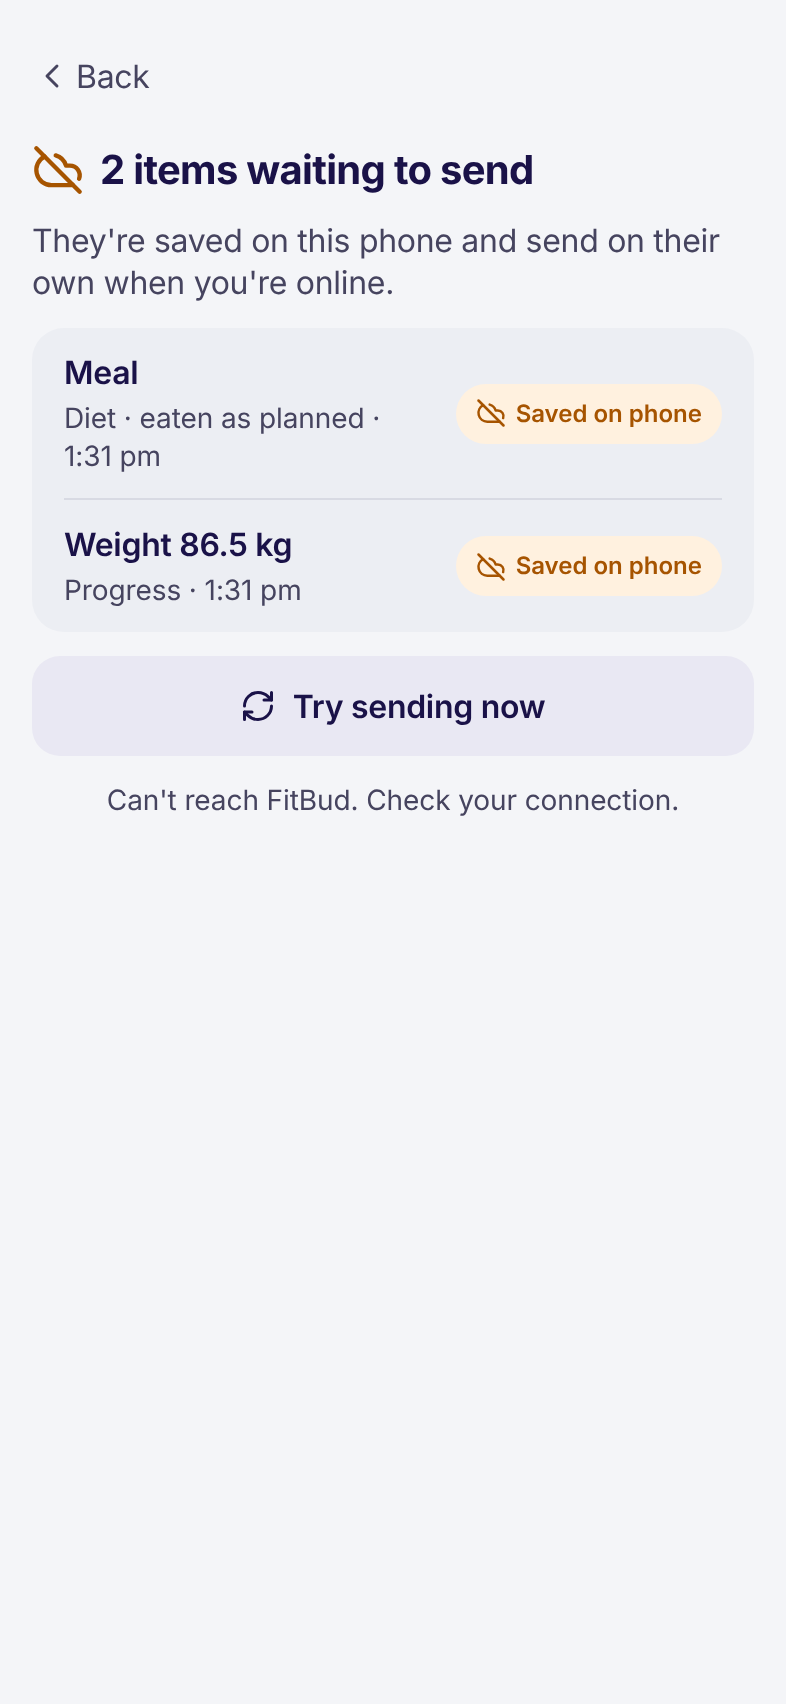 Back
2 items waiting to send
They're saved on this phone and send on their
own when you're online.
Meal
Diet · eaten as planned ·
1:31 pm
Saved on phone
Weight 86.5 kg
Progress · 1:31 pm
Saved on phone
Try sending now
Can't reach FitBud. Check your connection.